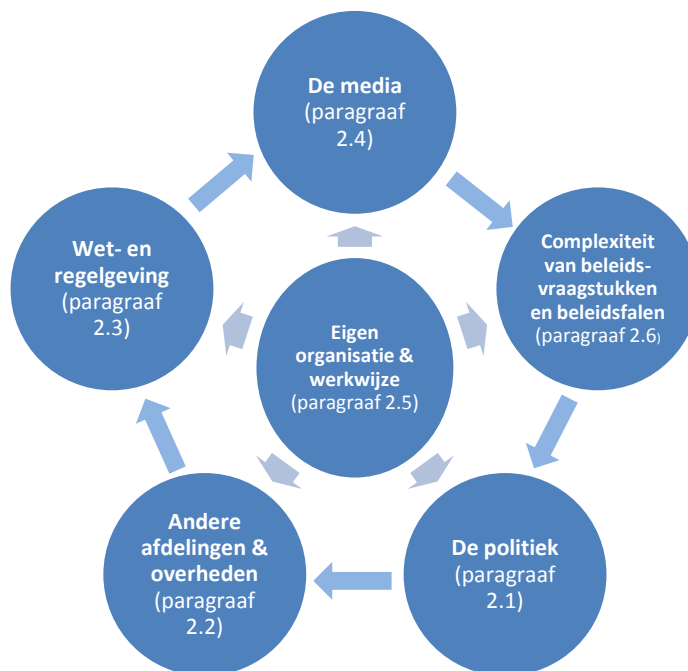 De media
(paragraaf
2.4)
Complexiteit
van beleids-
vraagstukken
en beleidsfalen
(paragraaf 2.6)
Wet- en
regelgeving
(paragraaf
2.3)
Eigen
organisatie &
werkwijze
(paragraaf 2.5)
Andere
afdelingen &
overheden
(paragraaf
2.2)
De politiek
(paragraaf
2.1)